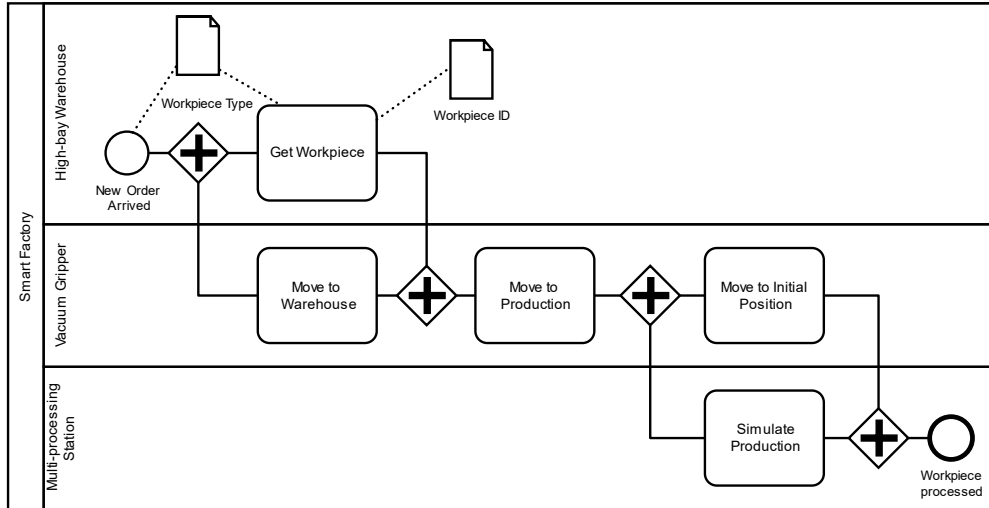 Smart Factory
High-bay Warehouse
Workpiece Type
Workpiece ID
Get Workpiece
New Order
Arrived
Vacuum Gripper
Move to
Warehouse
Move to
Production
Move to Initial
Position
Multi-processing
Station
Simulate
Production
Workpiece
processed